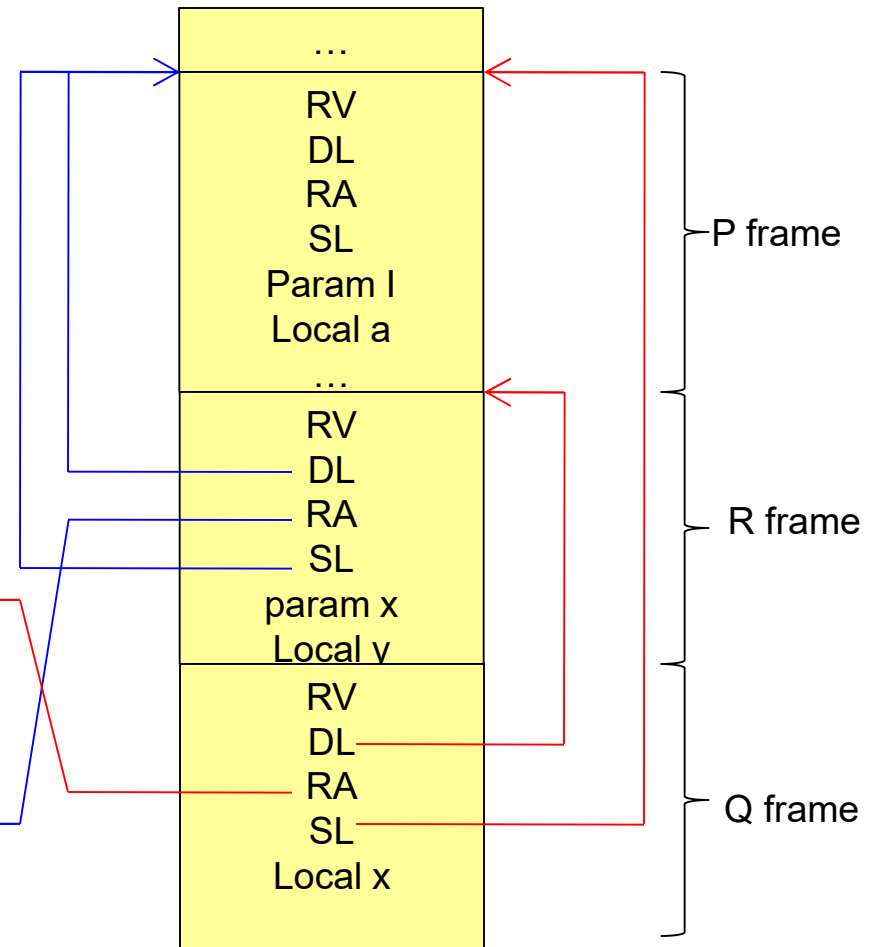 …
RV
DL
RA
SL
Param I
Local a
…
P frame
RV
DL
RA
SL
param x
Local y
R frame
RV
DL
RA
SL
Local x
Q frame